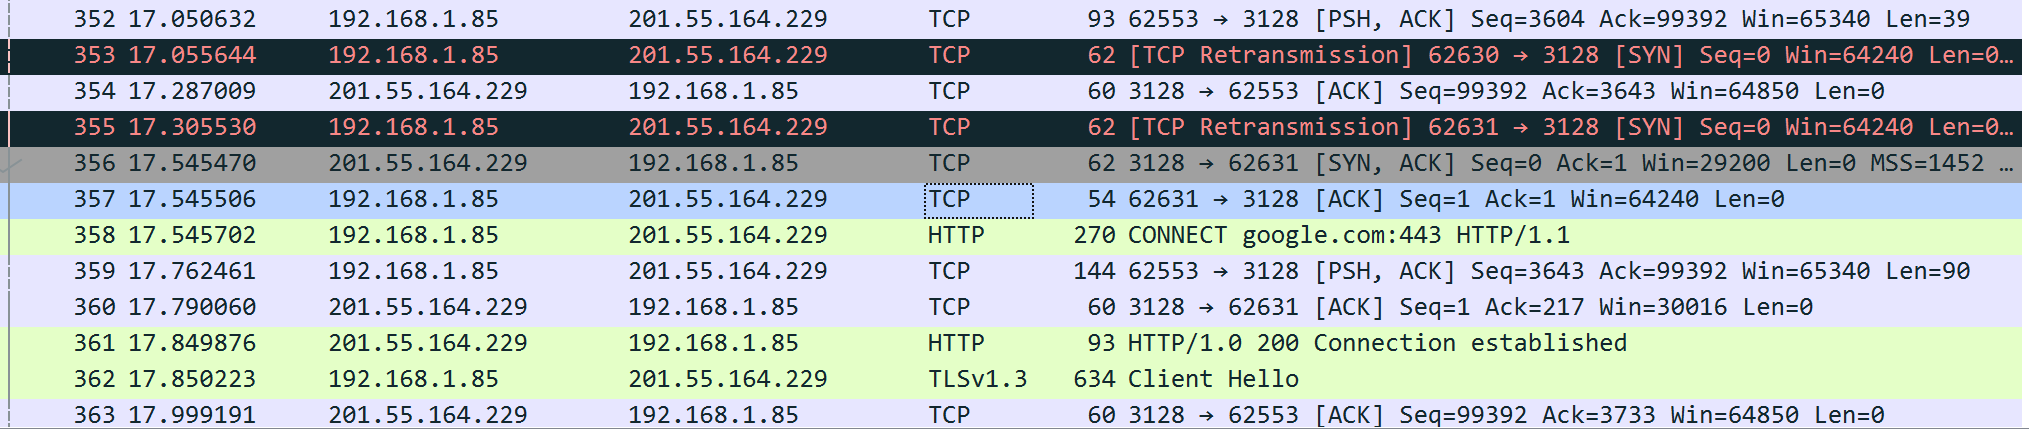 352 17.050632 192.168.1.85 201.55.164.229 TCP 93 62553 → 3128 [PSH, ACK] Seq=3604 Ack=99392 Win=65340 Len=39
353 17.055644 192.168.1.85 201.55.164.229 TCP 62 [TCP Retransmission] 62630 → 3128 [SYN] Seq=0 Win=64240 Len=0…
354 17.287009 201.55.164.229 192.168.1.85 TCP 60 3128 → 62553 [ACK] Seq=99392 Ack=3643 Win=64850 Len=0
355 17.305530 192.168.1.85 201.55.164.229 TCP 62 [TCP Retransmission] 62631 → 3128 [SYN] Seq=0 Win=64240 Len=0…
356 17.545470 201.55.164.229 192.168.1.85 TCP 62 3128 → 62631 [SYN, ACK] Seq=0 Ack=1 Win=29200 Len=0 MSS=1452 …
357 17.545506 192.168.1.85 201.55.164.229 TCP 54 62631 → 3128 [ACK] Seq=1 Ack=1 Win=64240 Len=0
358 17.545702 192.168.1.85 201.55.164.229 HTTP 270 CONNECT google.com:443 HTTP/1.1
359 17.762461 192.168.1.85 201.55.164.229 TCP 144 62553 → 3128 [PSH, ACK] Seq=3643 Ack=99392 Win=65340 Len=90
360 17.790060 201.55.164.229 192.168.1.85 TCP 60 3128 → 62631 [ACK] Seq=1 Ack=217 Win=30016 Len=0
361 17.849876 201.55.164.229 192.168.1.85 HTTP 93 HTTP/1.0 200 Connection established
362 17.850223 192.168.1.85 201.55.164.229 TLSv1.3 634 Client Hello
363 17.999191 201.55.164.229 192.168.1.85 TCP 60 3128 → 62553 [ACK] Seq=99392 Ack=3733 Win=64850 Len=0